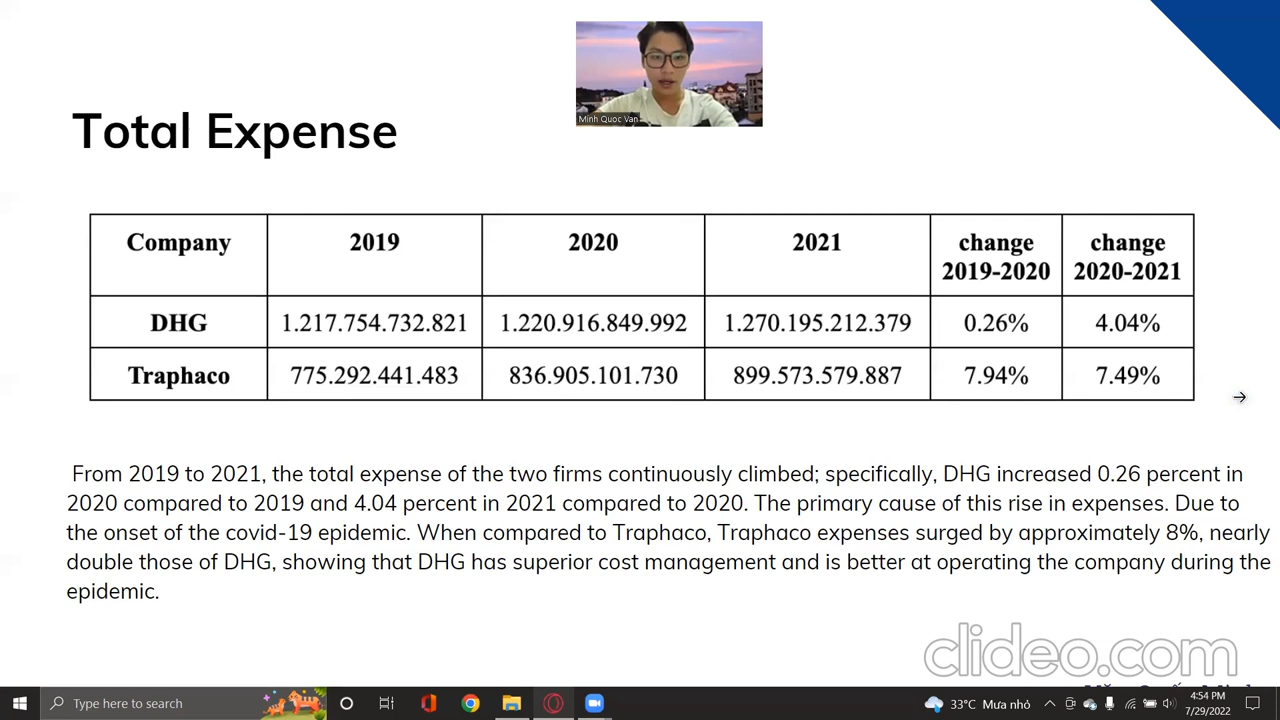 Minh Quoc Van
Total Expense
Company 2019 2020 2021 change 2019-2020 change 2020-2021
DHG 1.217.754.732.821 1.220.916.849.992 1.270.195.212.379 0.26% 4.04%
Traphaco 775.292.441.483 836.905.101.730 899.573.579.887 7.94% 7.49%
From 2019 to 2021, the total expense of the two firms continuously climbed; specifically, DHG increased 0.26 percent in
2020 compared to 2019 and 4.04 percent in 2021 compared to 2020. The primary cause of this rise in expenses. Due to
the onset of the covid-19 epidemic. When compared to Traphaco, Traphaco expenses surged by approximately 8%, nearly
double those of DHG, showing that DHG has superior cost management and is better at operating the company during the
epidemic.
clideo.com
Type here to search
33°C Mưa nhỏ
4:54 PM
7/29/2022